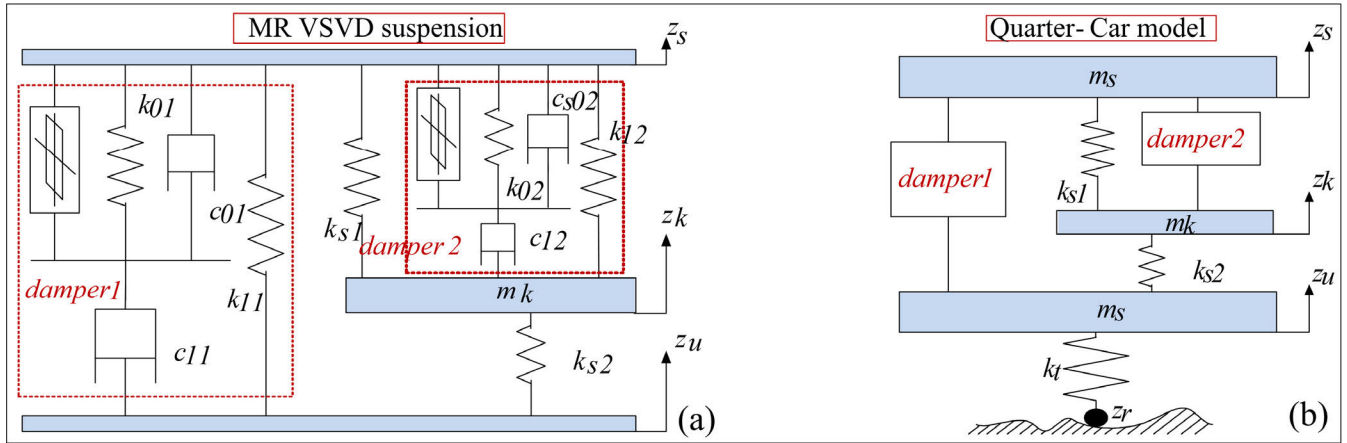 MR VSVD suspension
zs
k01
cs02
k12
c01
k02
ks1
damper 2
c12
zk
damper1
k11
mk
c11
ks2
zu
(a)
Quarter- Car model
zs
ms
damper2
damper1
ks1
zk
mk
ks2
zu
ms
kt
zr
(b)